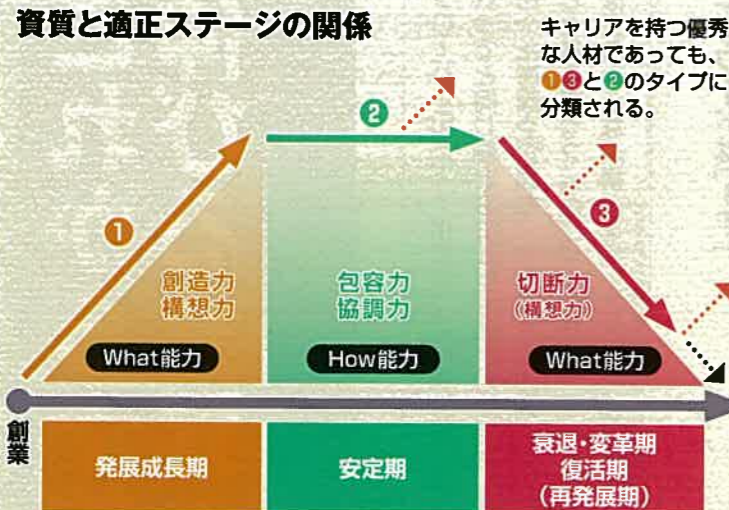 資質と適正ステージの関係
キャリアを持つ優秀
な人材であっても、
❶❸と❷のタイプに
分類される。
❶
❷
❸
創造力
構想力
What能力
包容力
協調力
How能力
切断力
(構想力)
What能力
創業
発展成長期
安定期
衰退・変革期
復活期
(再発展期)